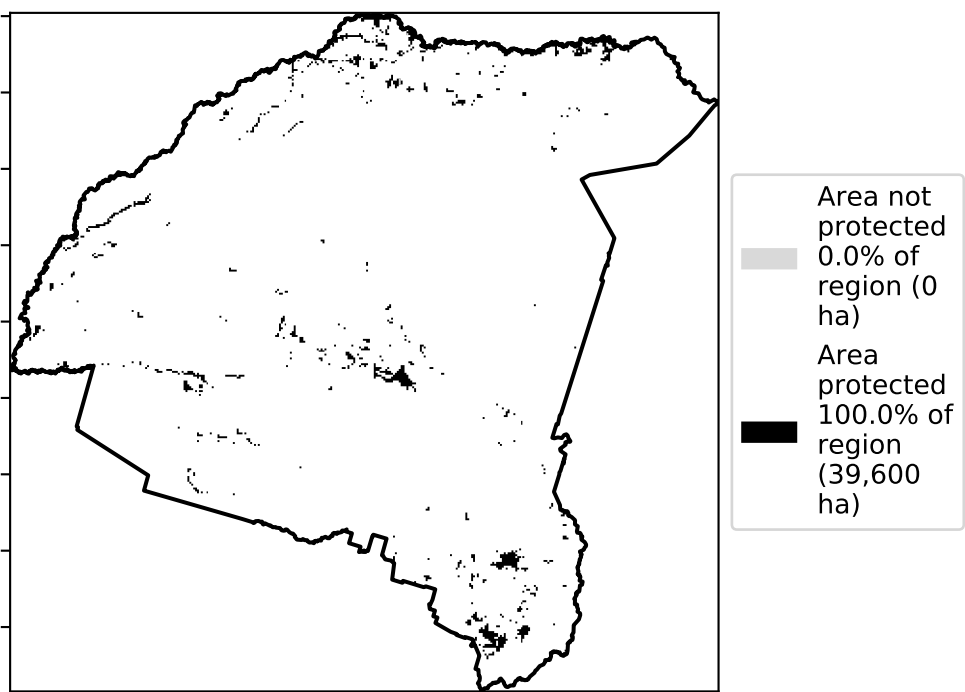 Area not
protected
0.0% of
region (0
ha)
Area
protected
100.0% of
region
(39,600
ha)